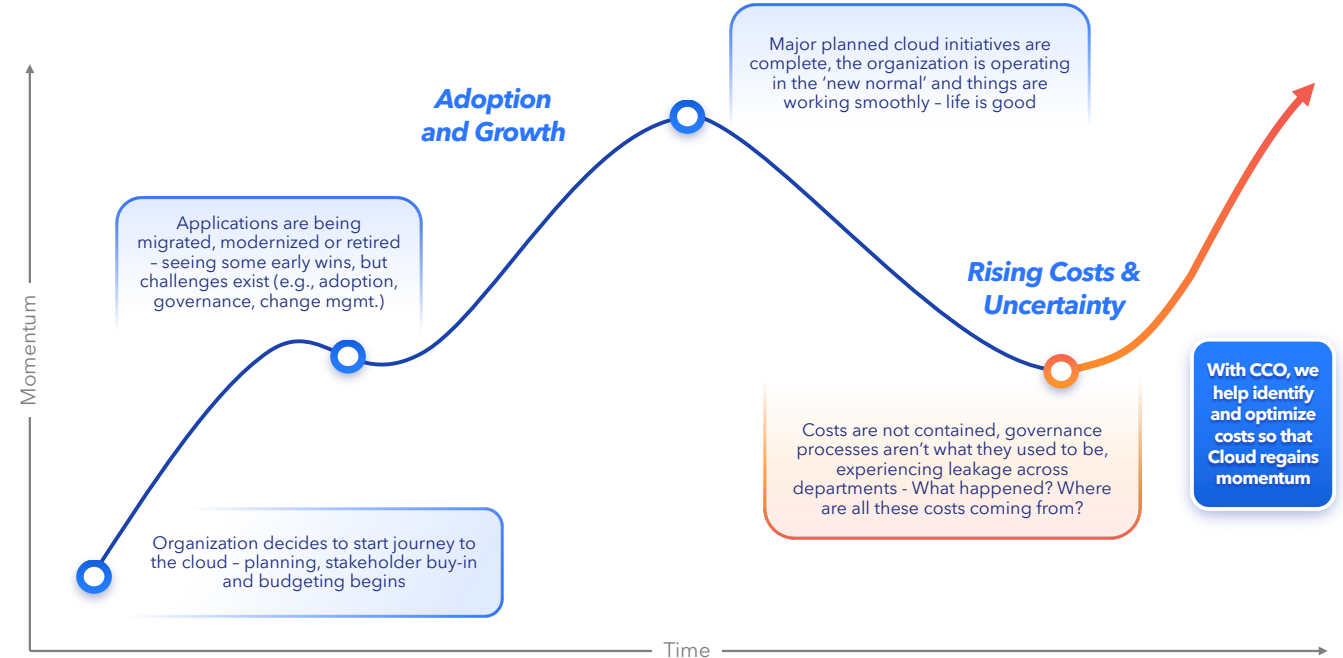 Major planned cloud initiatives are
complete, the organization is operating
in the ‘new normal’ and things are
working smoothly – life is good
Adoption
and Growth
Applications are being
migrated, modernized or retired
– seeing some early wins, but
challenges exist (e.g., adoption,
governance, change mgmt.)
Rising Costs &
Uncertainty
Momentum
With CCO, we
help identify
and optimize
costs so that
Cloud regains
momentum
Costs are not contained, governance
processes aren’t what they used to be,
experiencing leakage across
departments - What happened? Where
are all these costs coming from?
Organization decides to start journey to
the cloud – planning, stakeholder buy-in
and budgeting begins
Time